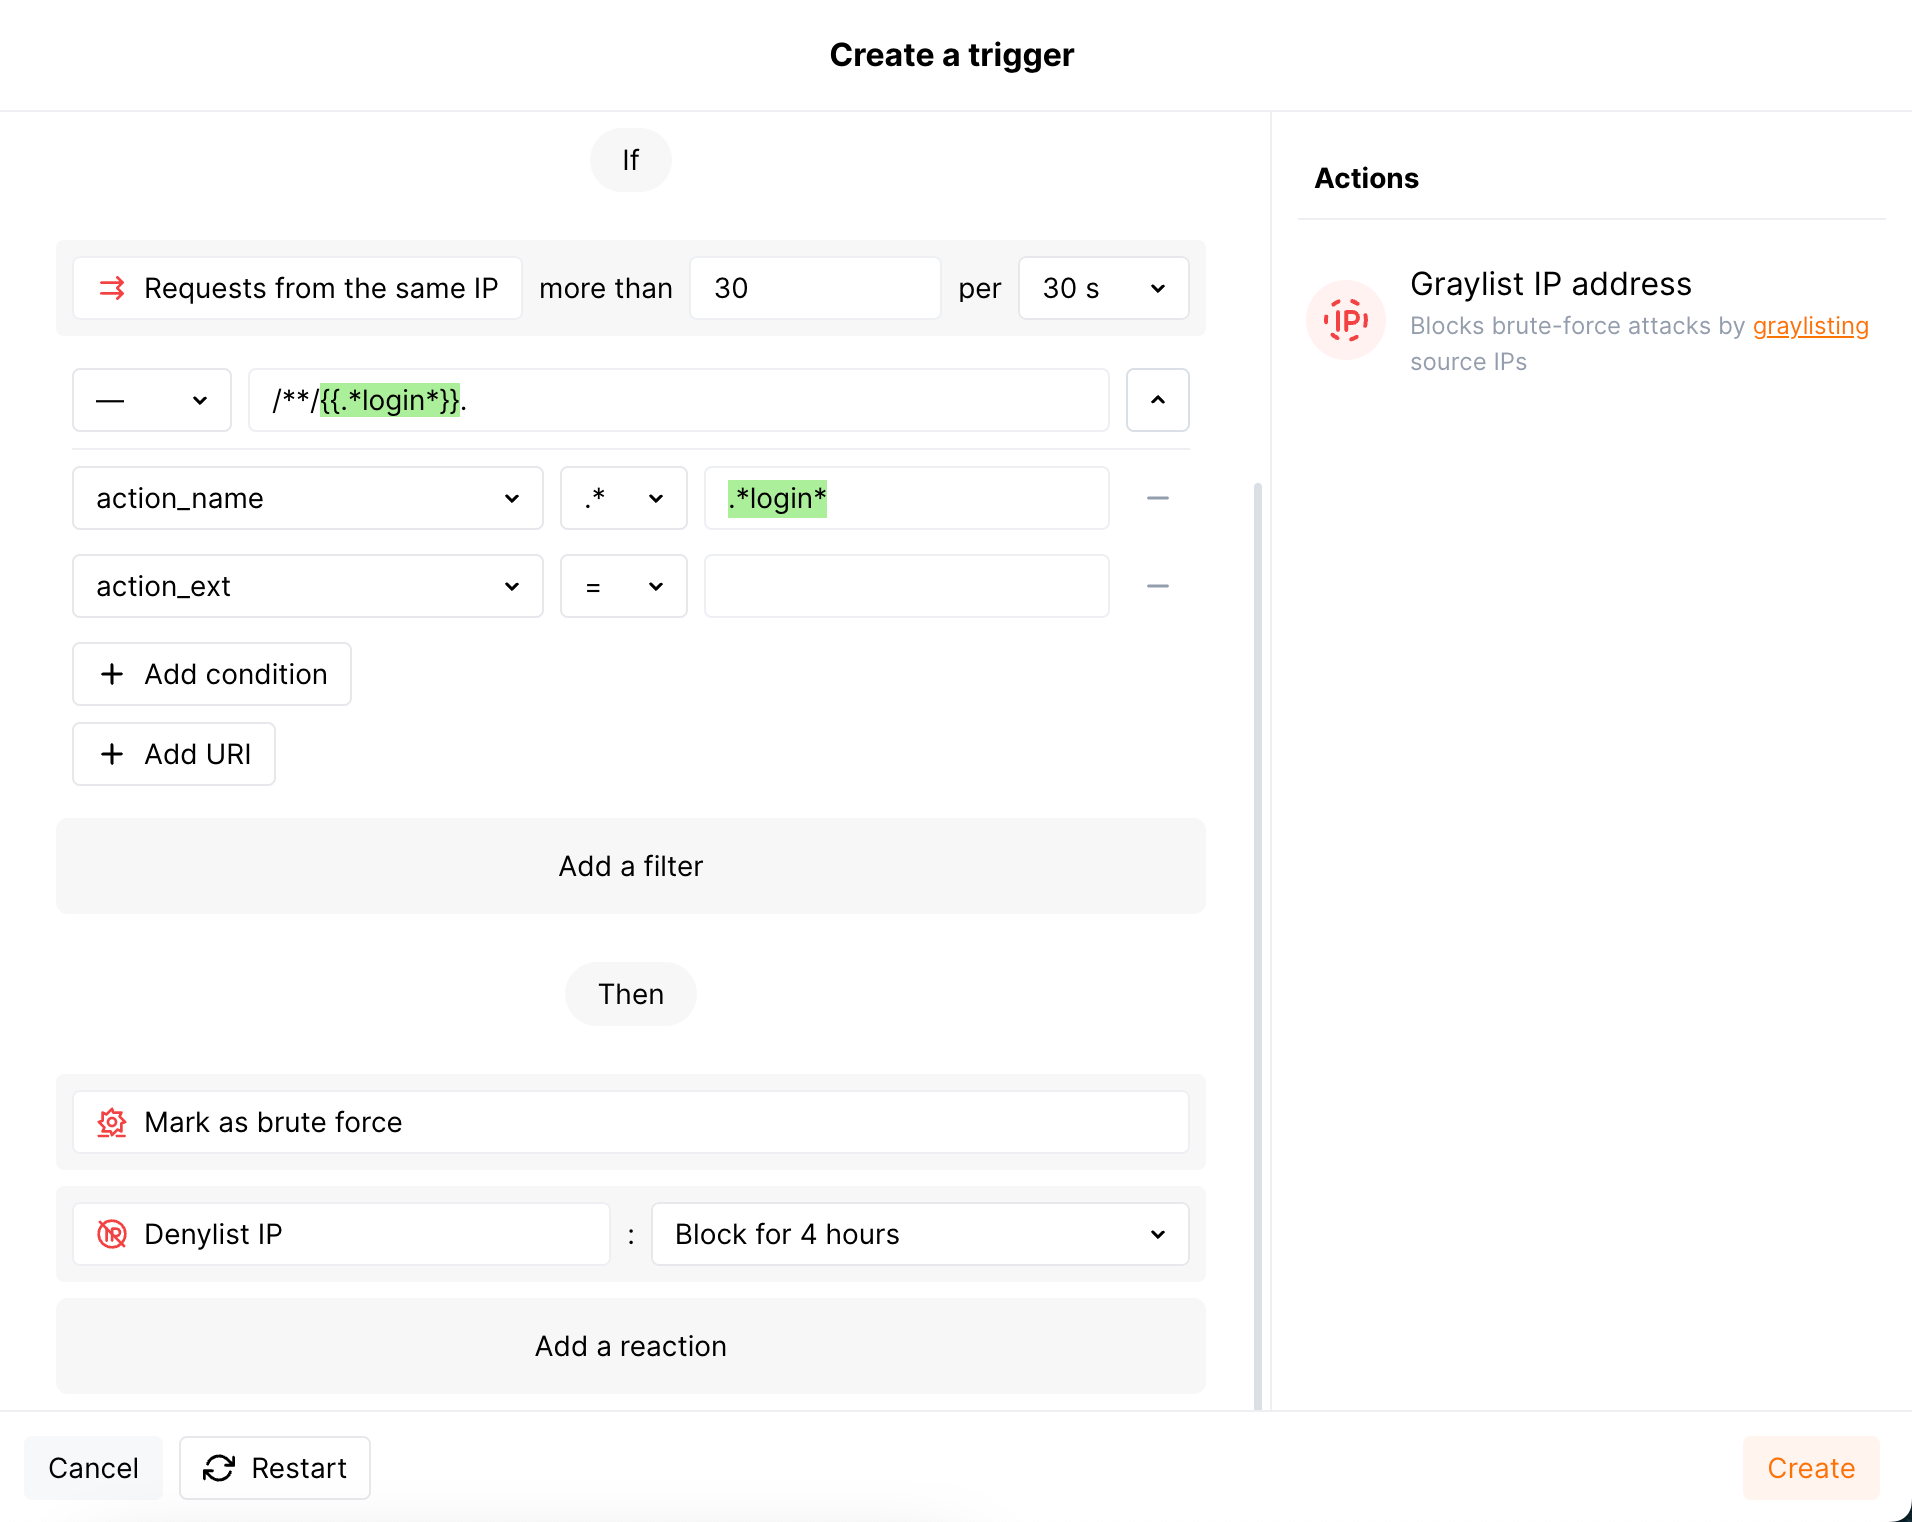 Create a trigger
If
Requests from the same IP more than 30 per 30 s
— /**/{{.*login*}}.
action_name .* .*login*
action_ext =
+ Add condition
+ Add URI
Add a filter
Then
Mark as brute force
Denylist IP : Block for 4 hours
Add a reaction
Cancel Restart Create
Actions
IP
Graylist IP address
Blocks brute-force attacks by graylisting
source IPs